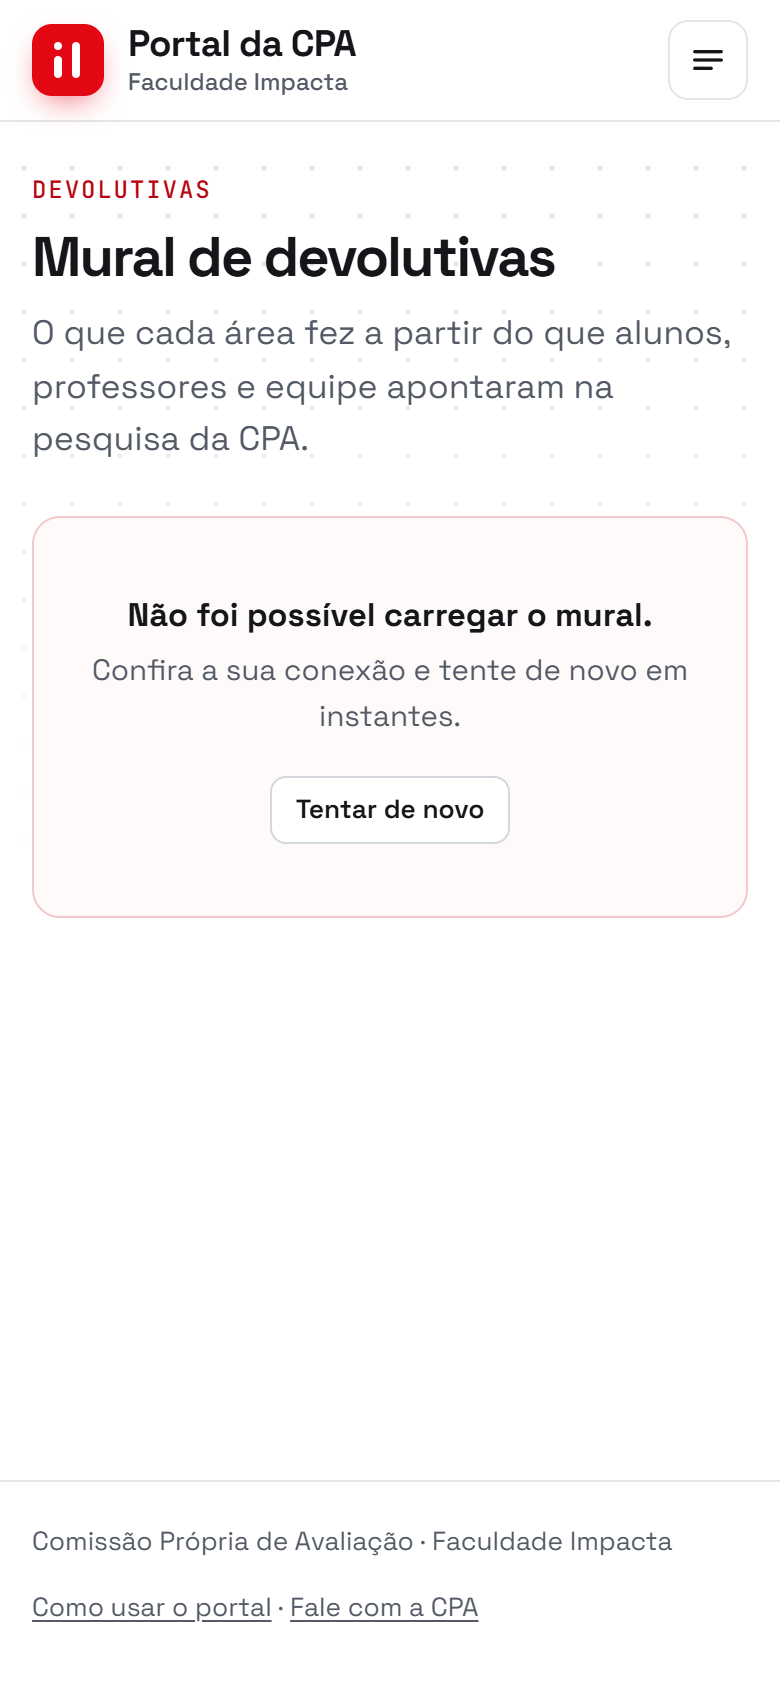 Portal da CPA
Faculdade Impacta
DEVOLUTIVAS
Mural de devolutivas
O que cada área fez a partir do que alunos,
professores e equipe apontaram na
pesquisa da CPA.
Não foi possível carregar o mural.
Confira a sua conexão e tente de novo em
instantes.
Tentar de novo
Comissão Própria de Avaliação · Faculdade Impacta
Como usar o portal · Fale com a CPA